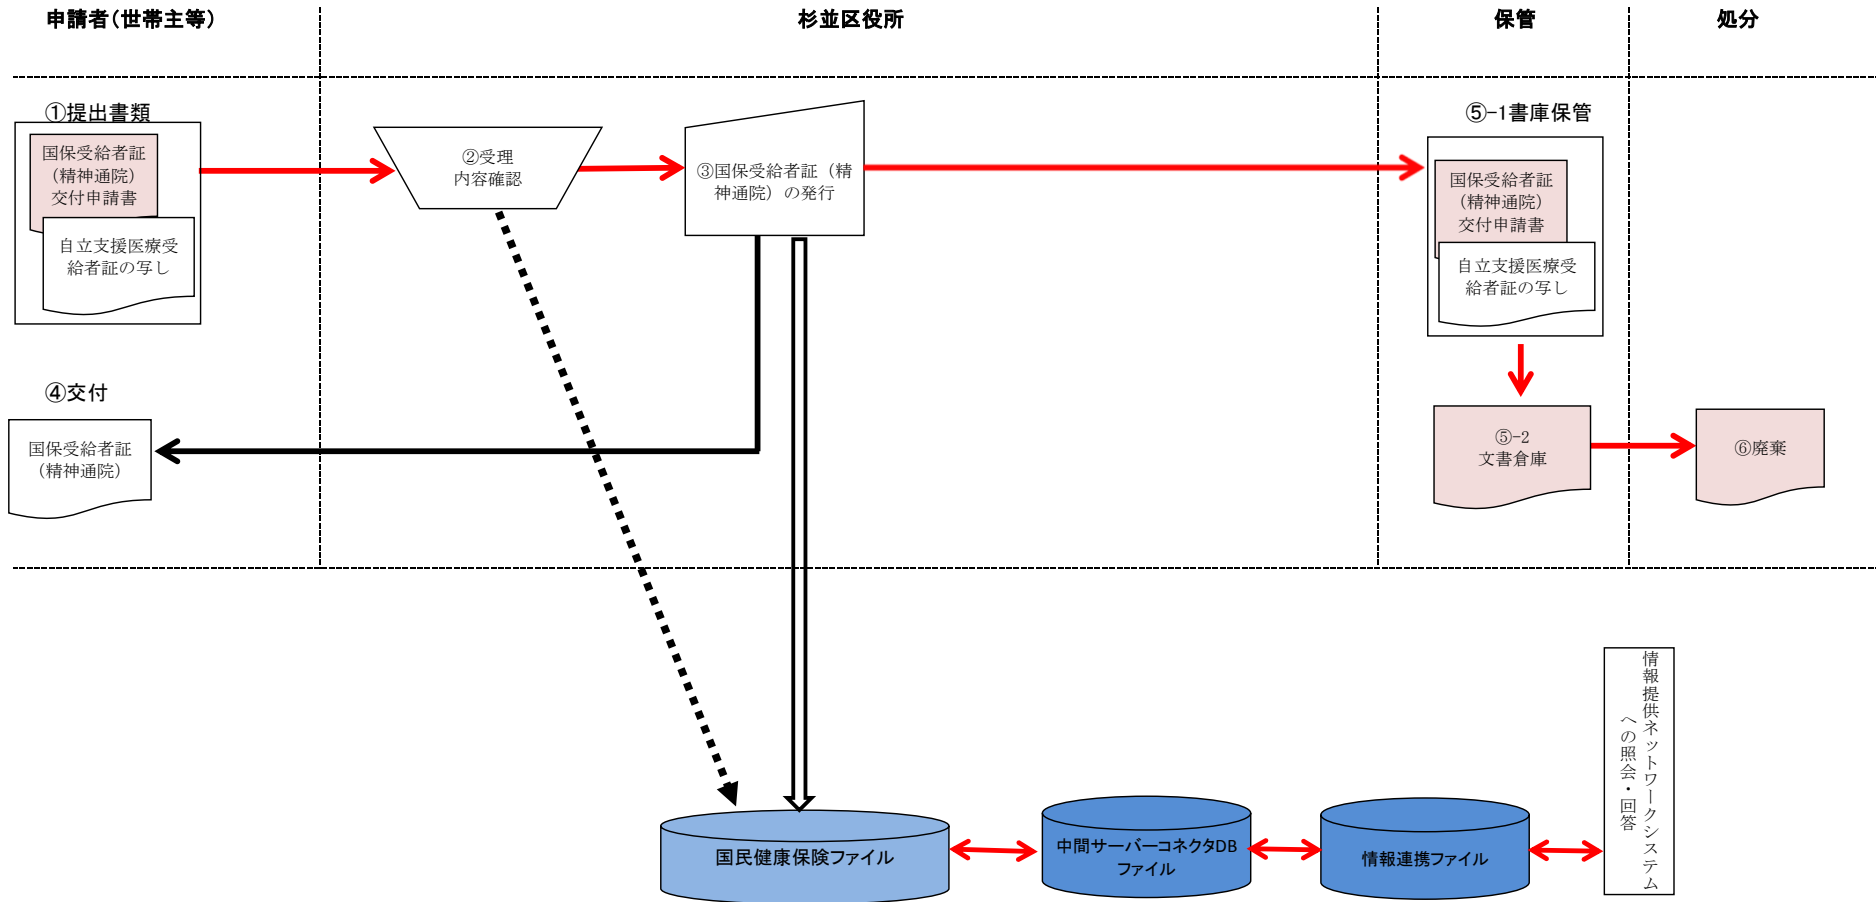 申請者(世帯主等)
杉並区役所
保管
処分
①提出書類
国保受給者証
(精神通院)
交付申請書
自立支援医療受
給者証の写し
②受理
内容確認
③国保受給者証(精
神通院)の発行
⑤-1書庫保管
国保受給者証
(精神通院)
交付申請書
自立支援医療受
給者証の写し
④交付
国保受給者証
(精神通院)
⑤-2
文書倉庫
⑥廃棄
情報提供ネットワークシステム
への照会・回答
国民健康保険ファイル
中間サーバーコネクタDB
ファイル
情報連携ファイル